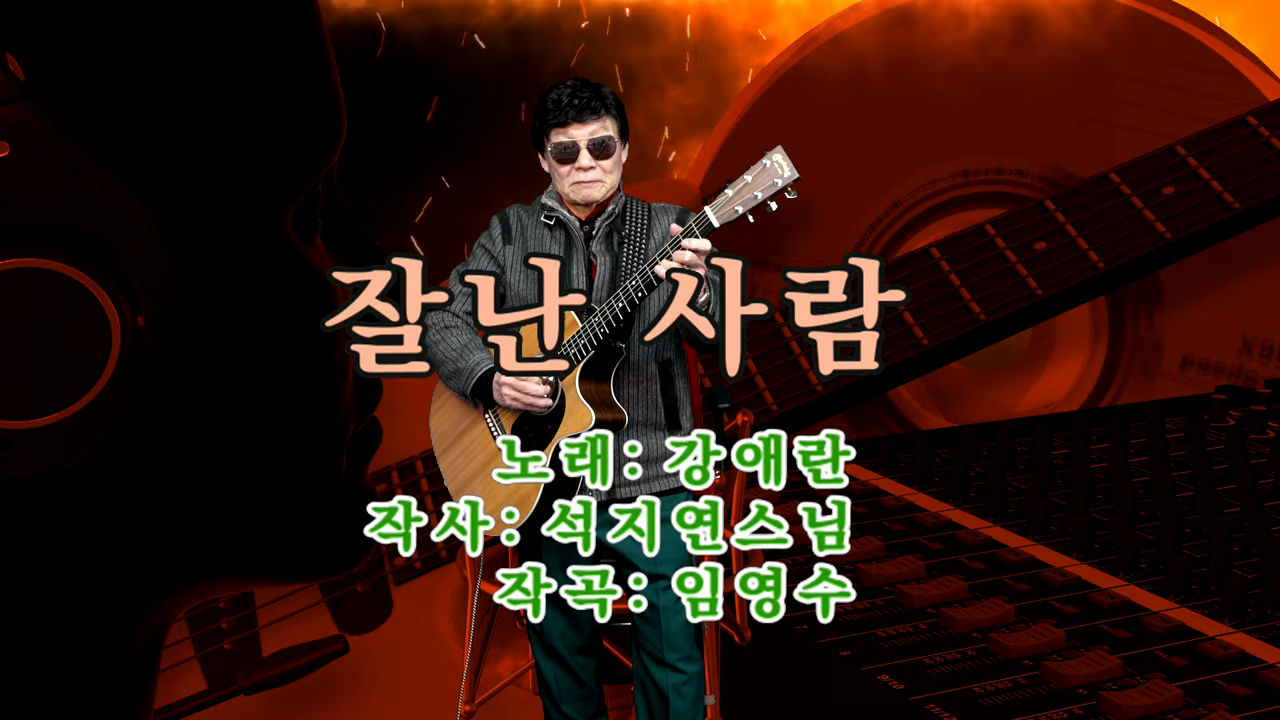 잘난 사람
노래: 강애란
작사: 석지연스님
작곡: 임영수